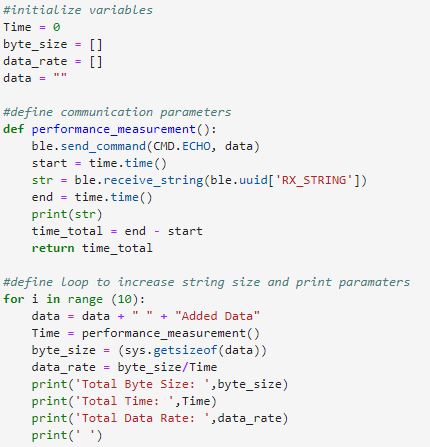 #initialize variables
Time = 0
byte_size = []
data_rate = []
data = ""
#define communication parameters
def performance_measurement():
    ble.send_command(CMD.ECHO, data)
    start = time.time()
    str = ble.receive_string(ble.uuid['RX_STRING'])
    end = time.time()
    print(str)
    time_total = end - start
    return time_total
#define loop to increase string size and print paramaters
for i in range (10):
    data = data + " " + "Added Data"
    Time = performance_measurement()
    byte_size = (sys.getsizeof(data))
    data_rate = byte_size/Time
    print('Total Byte Size: ',byte_size)
    print('Total Time: ',Time)
    print('Total Data Rate: ',data_rate)
    print(' ')